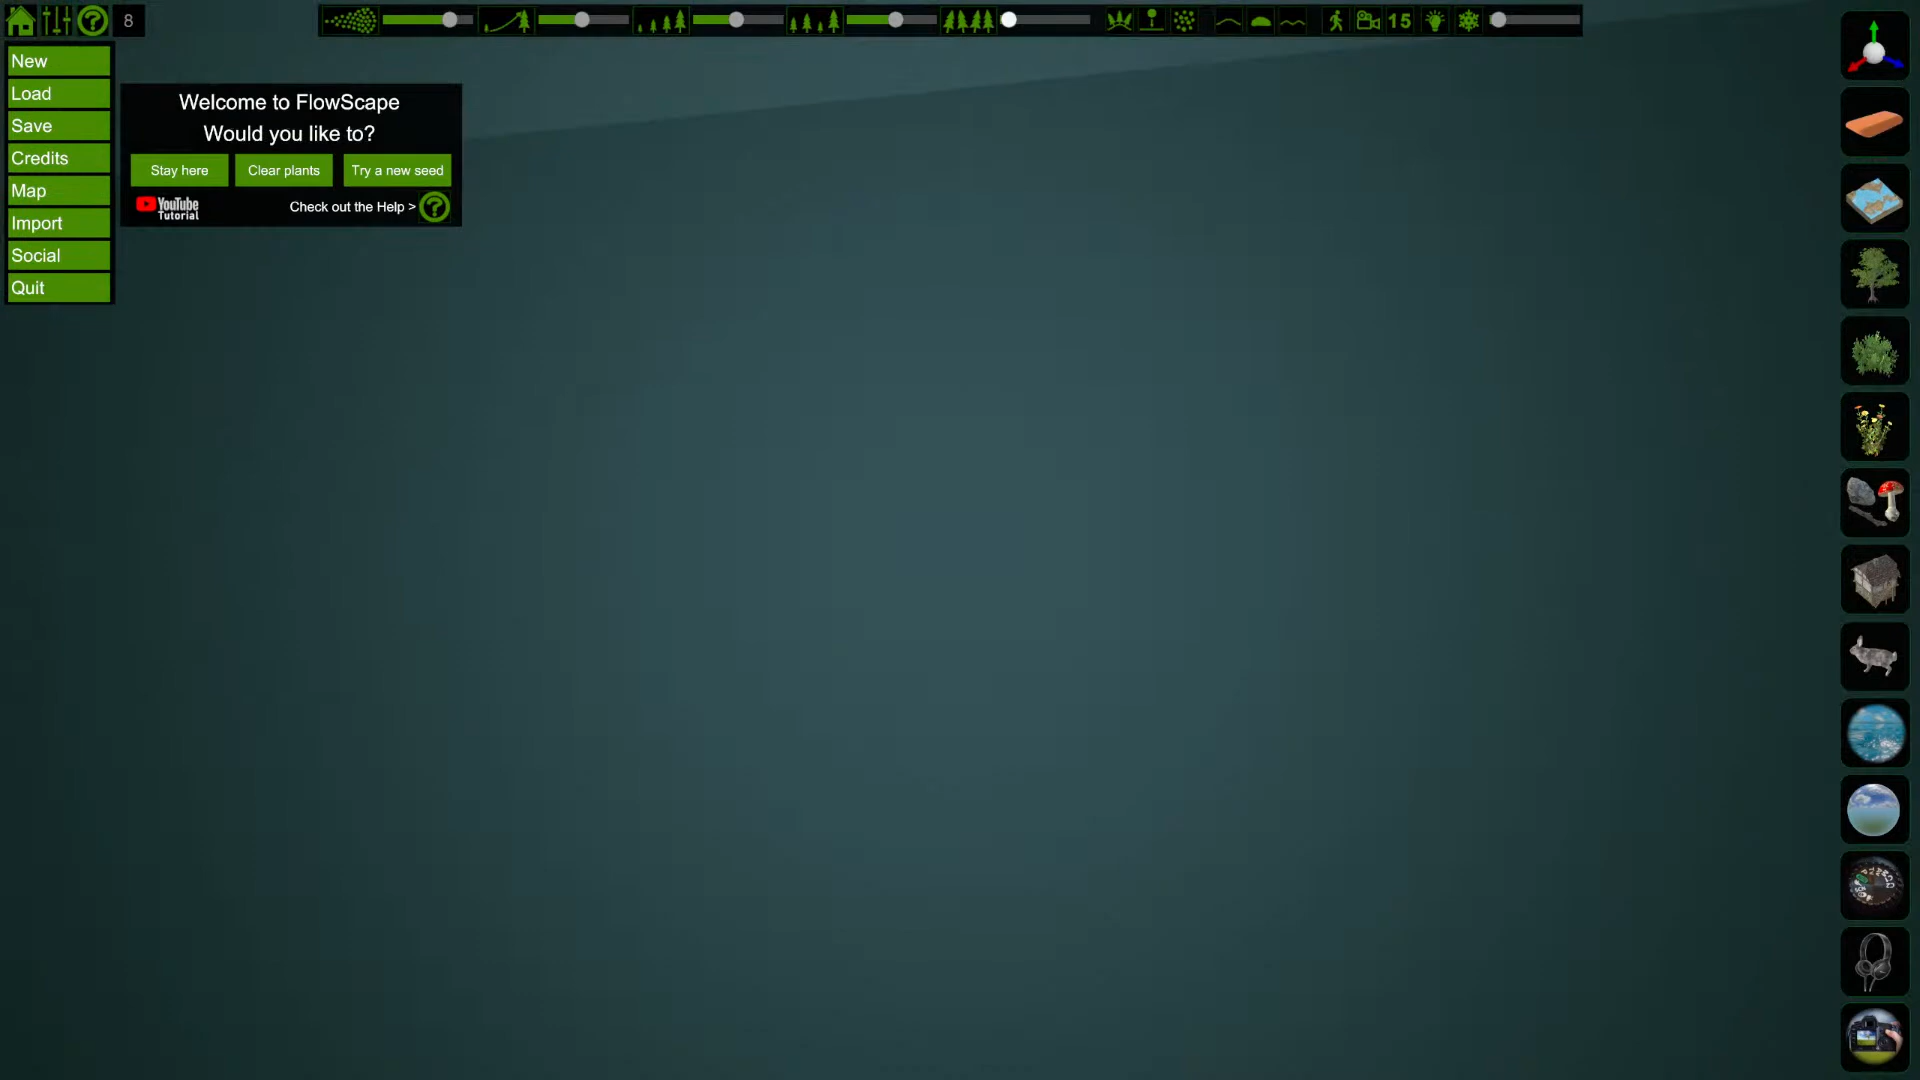 8
15
New
Load
Save
Credits
Map
Import
Social
Quit
Welcome to FlowScape
Would you like to?
Stay here
Clear plants
Try a new seed
YouTube
Tutorial
Check out the Help >